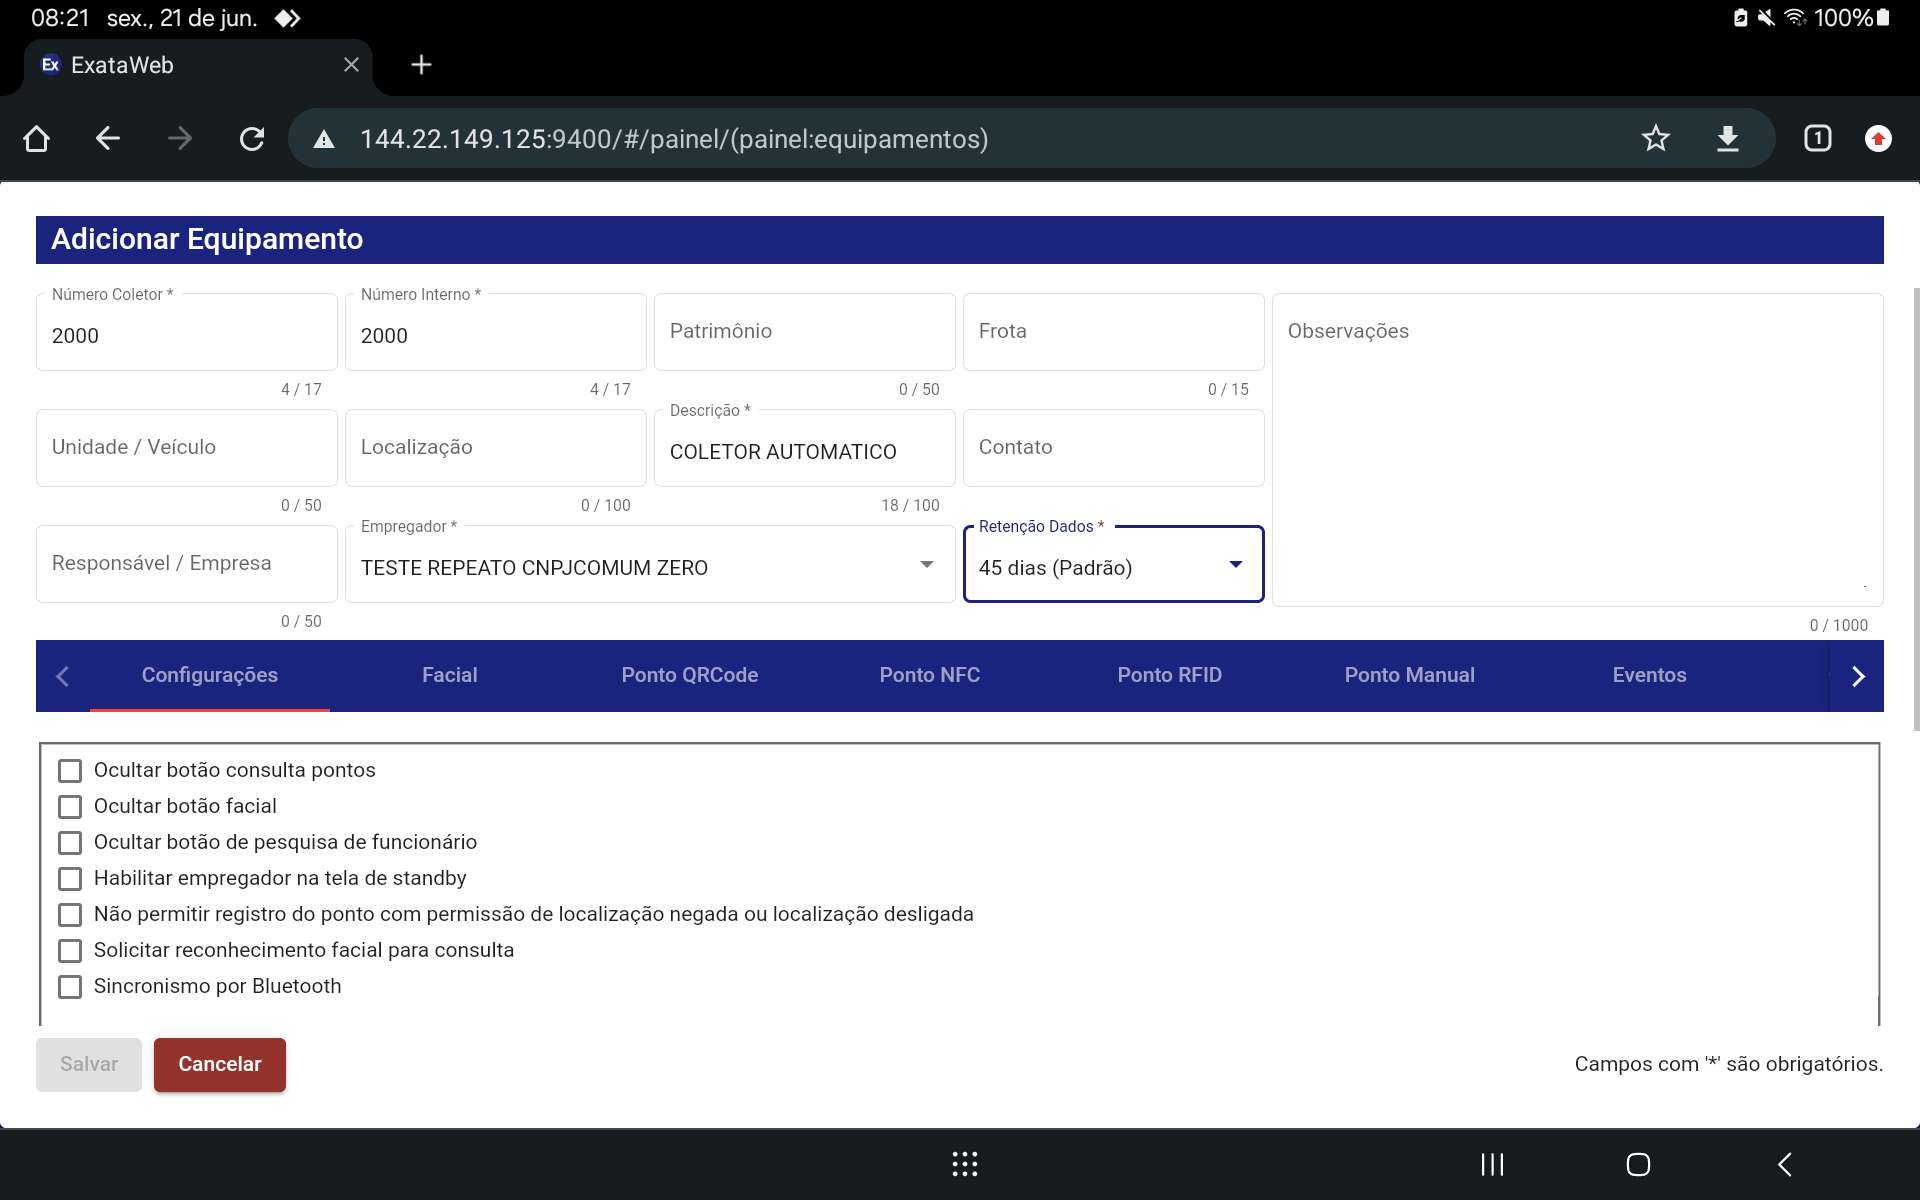 08:21 sex., 21 de jun. 100%
Ex ExataWeb
144.22.149.125:9400/#/painel/(painel:equipamentos) 1
Adicionar Equipamento
Número Coletor * Número Interno *
2000 2000 Patrimônio Frota Observações
4 / 17 4 / 17 0 / 50 0 / 15
Descrição *
Unidade / Veículo Localização COLETOR AUTOMATICO Contato
0 / 50 0 / 100 18 / 100
Empregador * Retenção Dados *
Responsável / Empresa TESTE REPEATO CNPJCOMUM ZERO 45 dias (Padrão)
0 / 50 0 / 1000
Configurações Facial Ponto QRCode Ponto NFC Ponto RFID Ponto Manual Eventos
Ocultar botão consulta pontos
Ocultar botão facial
Ocultar botão de pesquisa de funcionário
Habilitar empregador na tela de standby
Não permitir registro do ponto com permissão de localização negada ou localização desligada
Solicitar reconhecimento facial para consulta
Sincronismo por Bluetooth
Salvar Cancelar Campos com '*' são obrigatórios.